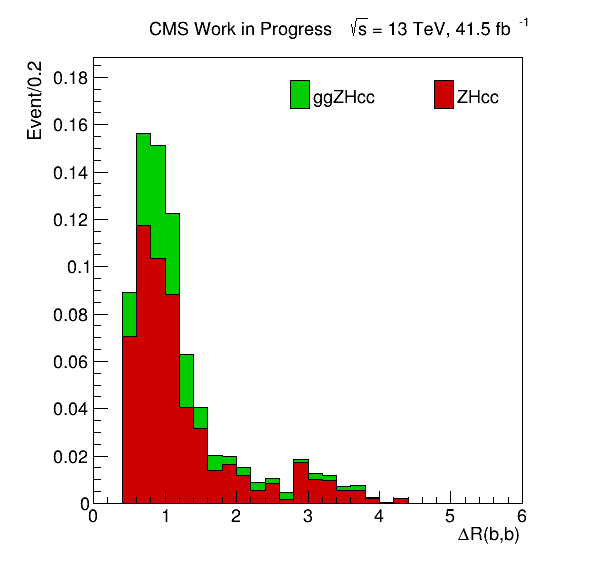 CMS Work in Progress √s = 13 TeV, 41.5 fb -1
Event/0.2
ggZHcc ZHcc
0.18
0.16
0.14
0.12
0.1
0.08
0.06
0.04
0.02
0
0 1 2 3 4 5 6
ΔR(b,b)